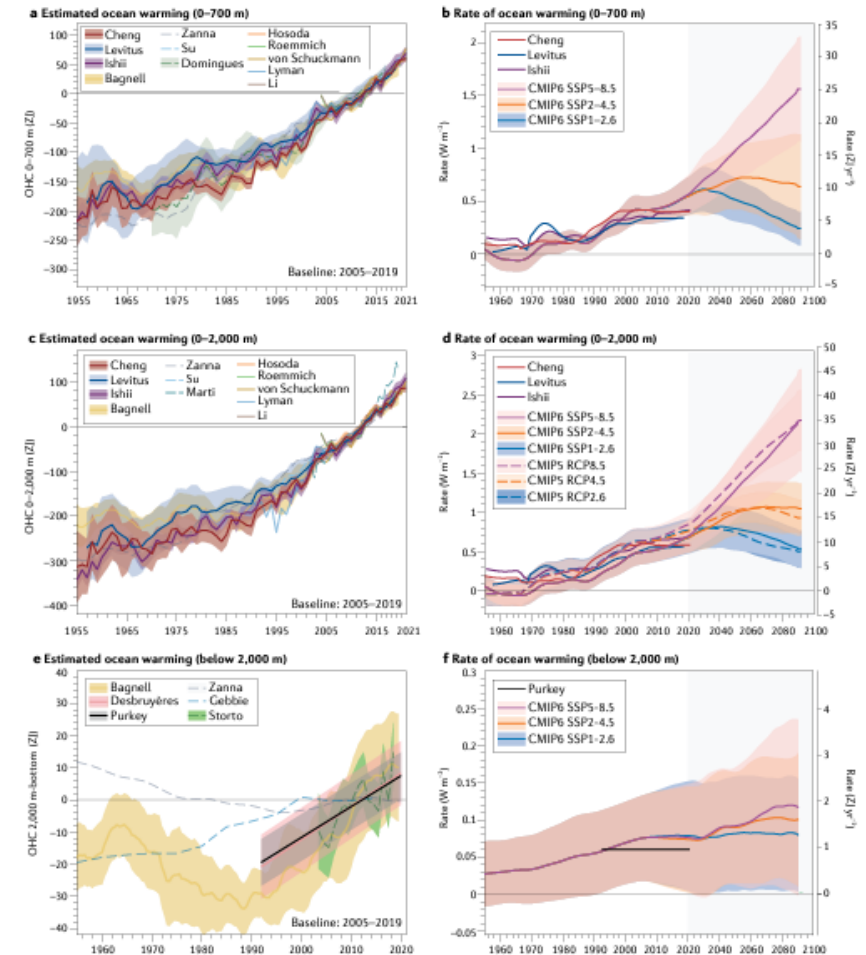 a Estimated ocean warming (0–700 m)
Cheng
Levitus
Ishii
Bagnell
Zanna
Su
Domingues
Hosoda
Roemmich
von Schuckmann
Lyman
Li
OHC 0–700 m (ZJ)
100
50
0
−50
−100
−150
−200
−250
−300
Baseline: 2005–2019
1955 1965 1975 1985 1995 2005 2015 2021
b Rate of ocean warming (0–700 m)
Cheng
Levitus
Ishii
CMIP6 SSP5–8.5
CMIP6 SSP2–4.5
CMIP6 SSP1–2.6
Rate (W m⁻²)
2
1.5
1
0.5
0
Rate (ZJ yr⁻¹)
35
30
25
20
15
10
5
0
−5
1960 1970 1980 1990 2000 2010 2020 2040 2060 2080 2100
c Estimated ocean warming (0–2,000 m)
Cheng
Levitus
Ishii
Bagnell
Zanna
Su
Marti
Hosoda
Roemmich
von Schuckmann
Lyman
Li
OHC 0–2,000 m (ZJ)
100
0
−100
−200
−300
−400
Baseline: 2005–2019
1955 1965 1975 1985 1995 2005 2015 2021
d Rate of ocean warming (0–2,000 m)
Cheng
Levitus
Ishii
CMIP6 SSP5-8.5
CMIP6 SSP2–4.5
CMIP6 SSP1–2.6
CMIP5 RCP8.5
CMIP5 RCP4.5
CMIP5 RCP2.6
Rate (W m⁻²)
3
2.5
2
1.5
1
0.5
0
Rate (ZJ yr⁻¹)
50
45
40
35
30
25
20
15
10
5
0
−5
1960 1970 1980 1990 2000 2010 2020 2040 2060 2080 2100
e Estimated ocean warming (below 2,000 m)
Bagnell
Desbruyères
Purkey
Zanna
Gebbie
Storto
OHC 2,000 m-bottom (ZJ)
40
30
20
10
0
−10
−20
−30
−40
Baseline: 2005–2019
1960 1970 1980 1990 2000 2010 2020
f Rate of ocean warming (below 2,000 m)
Purkey
CMIP6 SSP5-8.5
CMIP6 SSP2-4.5
CMIP6 SSP1-2.6
Rate (W m⁻²)
0.3
0.25
0.2
0.15
0.1
0.05
0
−0.05
Rate (ZJ yr⁻¹)
4
3
2
1
0
1960 1970 1980 1990 2000 2010 2020 2040 2060 2080 2100